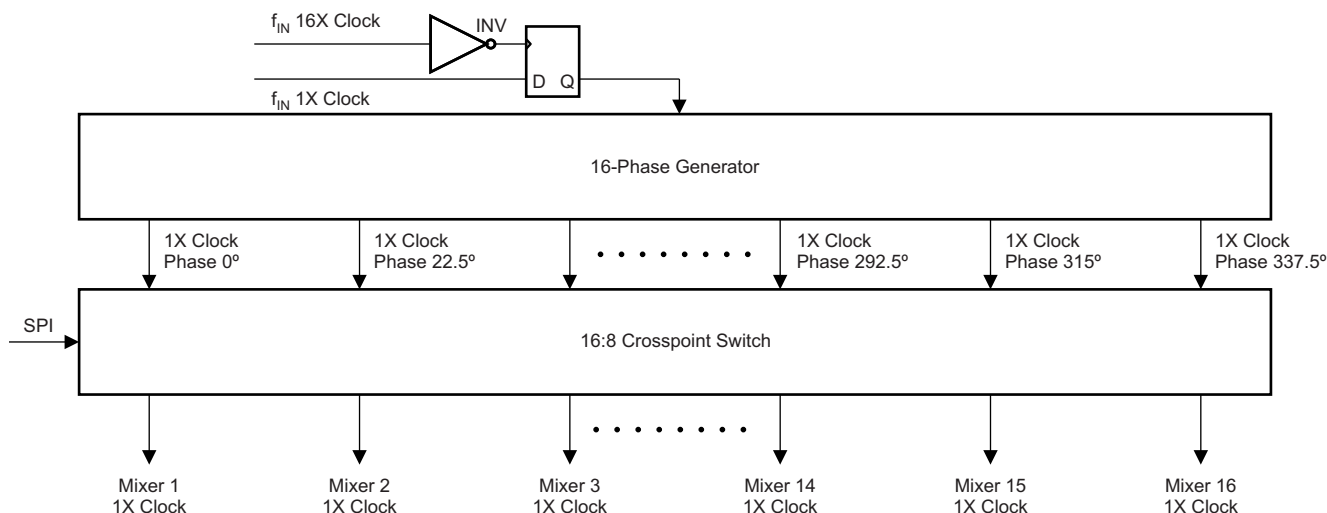 f_IN 16X Clock
INV
D Q
f_IN 1X Clock
16-Phase Generator
1X Clock
Phase 0º
1X Clock
Phase 22.5º
1X Clock
Phase 292.5º
1X Clock
Phase 315º
1X Clock
Phase 337.5º
SPI
16:8 Crosspoint Switch
Mixer 1
1X Clock
Mixer 2
1X Clock
Mixer 3
1X Clock
Mixer 14
1X Clock
Mixer 15
1X Clock
Mixer 16
1X Clock